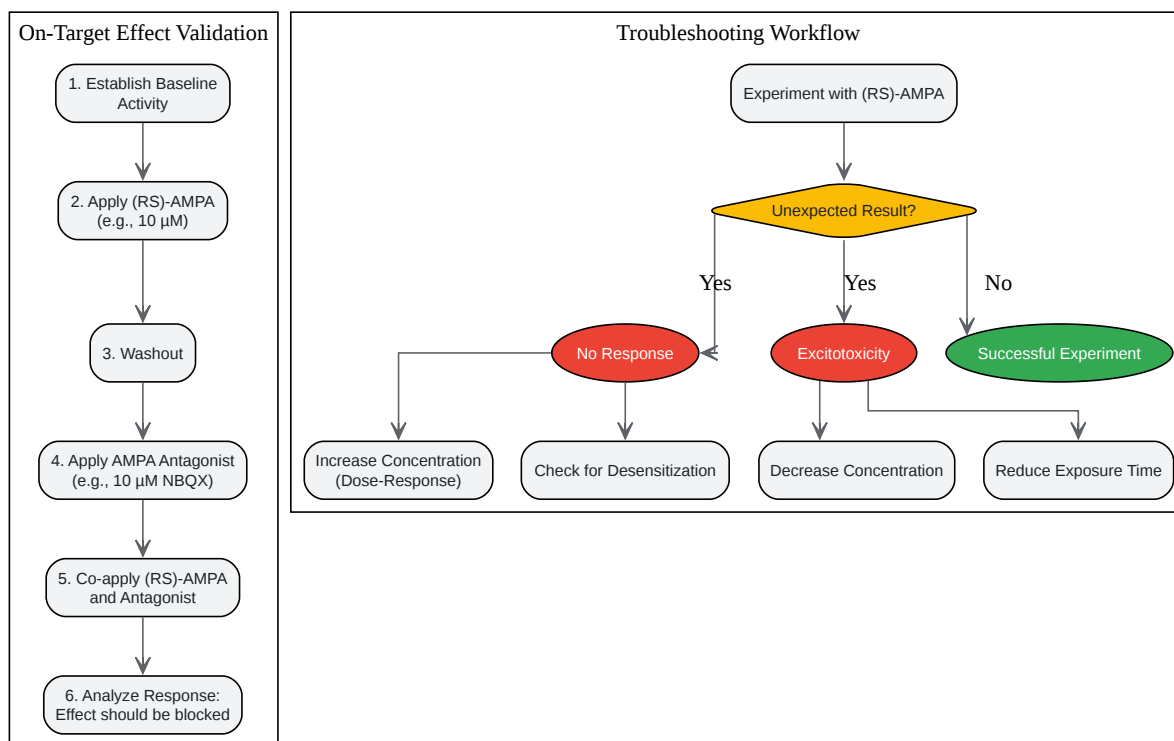 On-Target Effect Validation
1. Establish Baseline
Activity
2. Apply (RS)-AMPA
(e.g., 10 µM)
3. Washout
4. Apply AMPA Antagonist
(e.g., 10 µM NBQX)
5. Co-apply (RS)-AMPA
and Antagonist
6. Analyze Response:
Effect should be blocked
Troubleshooting Workflow
Experiment with (RS)-AMPA
Unexpected Result?
Yes
Yes
No
No Response
Excitotoxicity
Successful Experiment
Increase Concentration
(Dose-Response)
Check for Desensitization
Decrease Concentration
Reduce Exposure Time